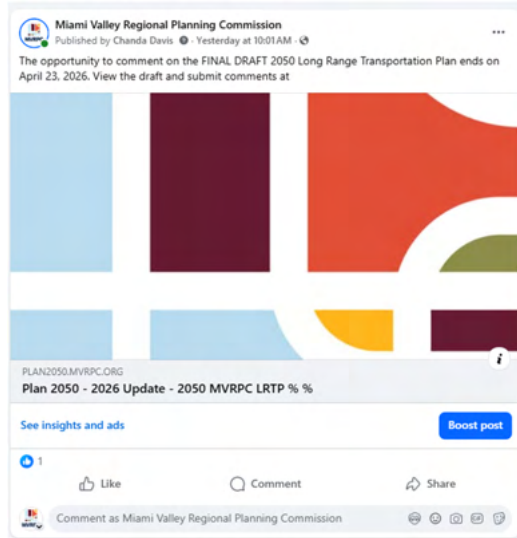 Miami Valley Regional Planning Commission
Published by Chanda Davis · Yesterday at 10:01 AM ·
The opportunity to comment on the FINAL DRAFT 2050 Long Range Transportation Plan ends on
April 23, 2026. View the draft and submit comments at
PLAN2050.MVRPC.ORG
Plan 2050 - 2026 Update - 2050 MVRPC LRTP % %
See insights and ads
Boost post
1
Like
Comment
Share
Comment as Miami Valley Regional Planning Commission